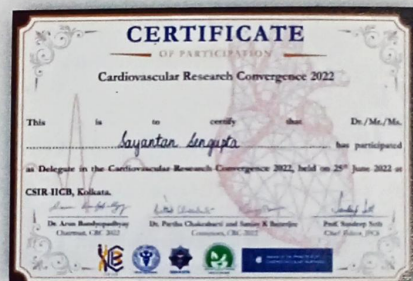 CERTIFICATE
OF PARTICIPATION
Cardiovascular Research Convergence 2022
This is to certify that Dr./Mr./Ms.
Sayantan Sengupta has participated
as Delegate in the Cardiovascular Research Convergence 2022, held on 25th June 2022 at
CSIR-IICB, Kolkata.
Dr. Arun Bandyopadhyay Dr. Partha Chakrabarti and Sanjay K Banerjee Prof. Sandeep Seth
Chairman, CRC 2022 Conveners, CRC 2022 Chief Editor, JPCS